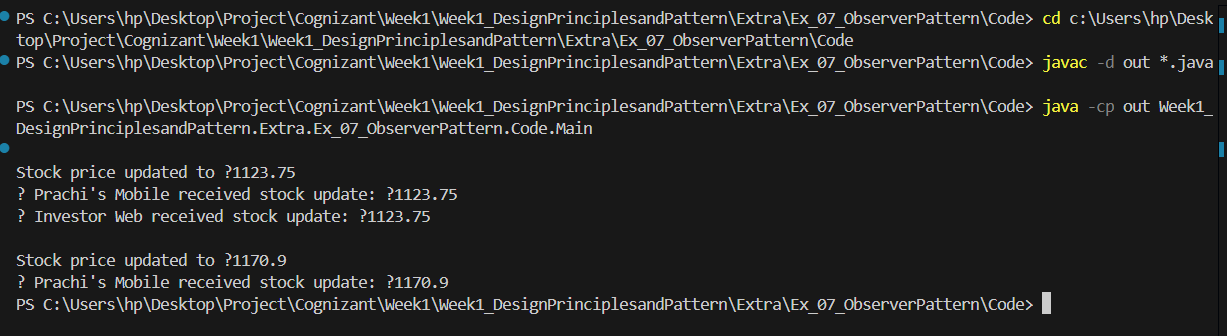 PS C:\Users\hp\Desktop\Project\Cognizant\Week1\Week1_DesignPrinciplesandPattern\Extra\Ex_07_ObserverPattern\Code> cd c:\Users\hp\Desk
top\Project\Cognizant\Week1\Week1_DesignPrinciplesandPattern\Extra\Ex_07_ObserverPattern\Code
PS C:\Users\hp\Desktop\Project\Cognizant\Week1\Week1_DesignPrinciplesandPattern\Extra\Ex_07_ObserverPattern\Code> javac -d out *.java
PS C:\Users\hp\Desktop\Project\Cognizant\Week1\Week1_DesignPrinciplesandPattern\Extra\Ex_07_ObserverPattern\Code> java -cp out Week1_
DesignPrinciplesandPattern.Extra.Ex_07_ObserverPattern.Code.Main
Stock price updated to ?1123.75
? Prachi's Mobile received stock update: ?1123.75
? Investor Web received stock update: ?1123.75
Stock price updated to ?1170.9
? Prachi's Mobile received stock update: ?1170.9
PS C:\Users\hp\Desktop\Project\Cognizant\Week1\Week1_DesignPrinciplesandPattern\Extra\Ex_07_ObserverPattern\Code>